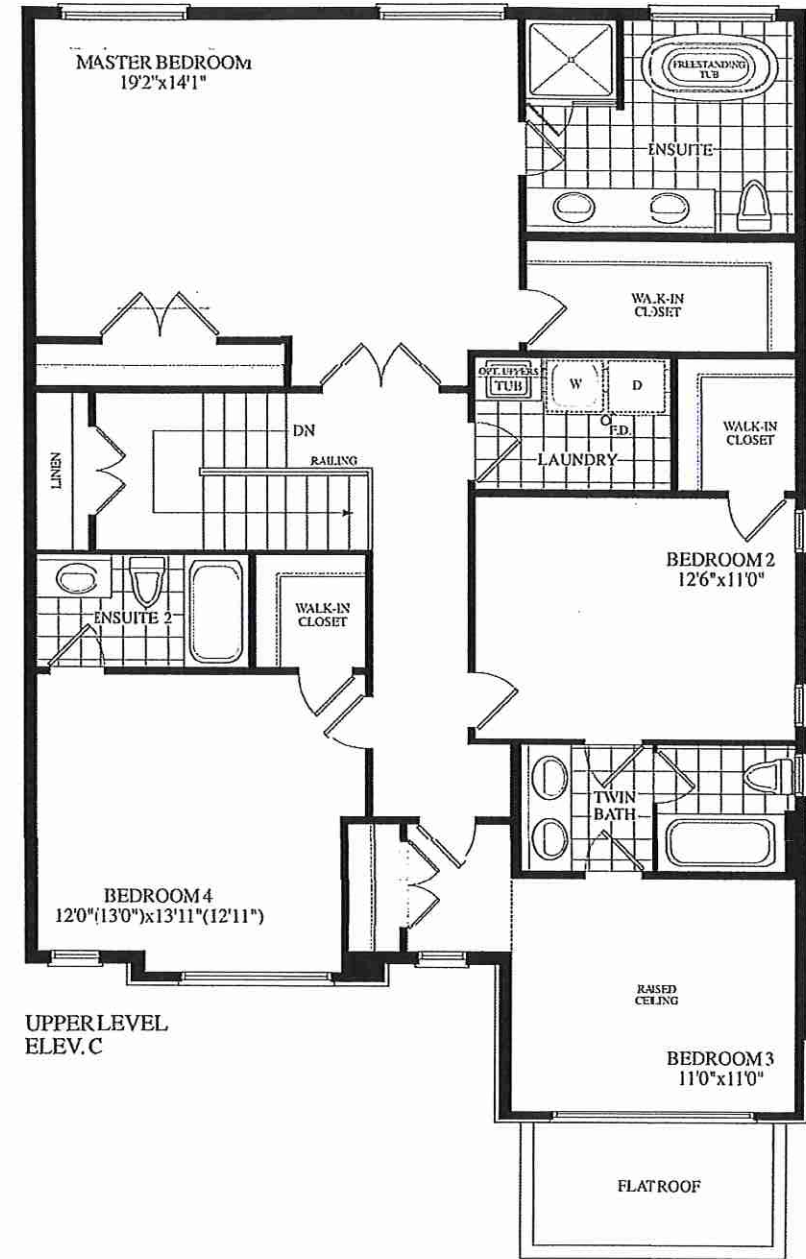 MASTER BEDROOM
19'2"x14'1"
FREESTANDING
TUB
ENSUITE
WALK-IN
CLOSET
OPT. UPPERS
TUB
W
D
F.D.
LAUNDRY
WALK-IN
CLOSET
LINEN
DN
RAILING
BEDROOM 2
12'6"x11'0"
ENSUITE 2
WALK-IN
CLOSET
TWIN
BATH
BEDROOM 4
12'0"(13'0")x13'11"(12'11")
RAISED
CEILING
BEDROOM 3
11'0"x11'0"
UPPER LEVEL
ELEV. C
FLAT ROOF